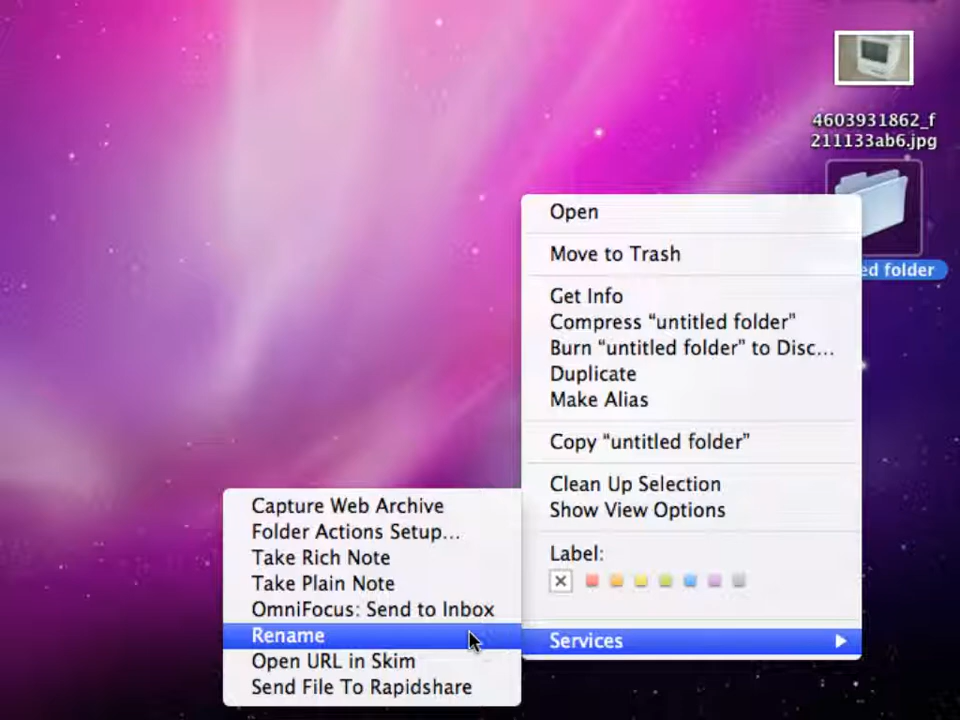 4603931862_f
211133ab6.jpg
ed folder
Open
Move to Trash
Get Info
Compress “untitled folder”
Burn “untitled folder” to Disc...
Duplicate
Make Alias
Copy “untitled folder”
Clean Up Selection
Show View Options
Label:
Services
Capture Web Archive
Folder Actions Setup...
Take Rich Note
Take Plain Note
OmniFocus: Send to Inbox
Rename
Open URL in Skim
Send File To Rapidshare